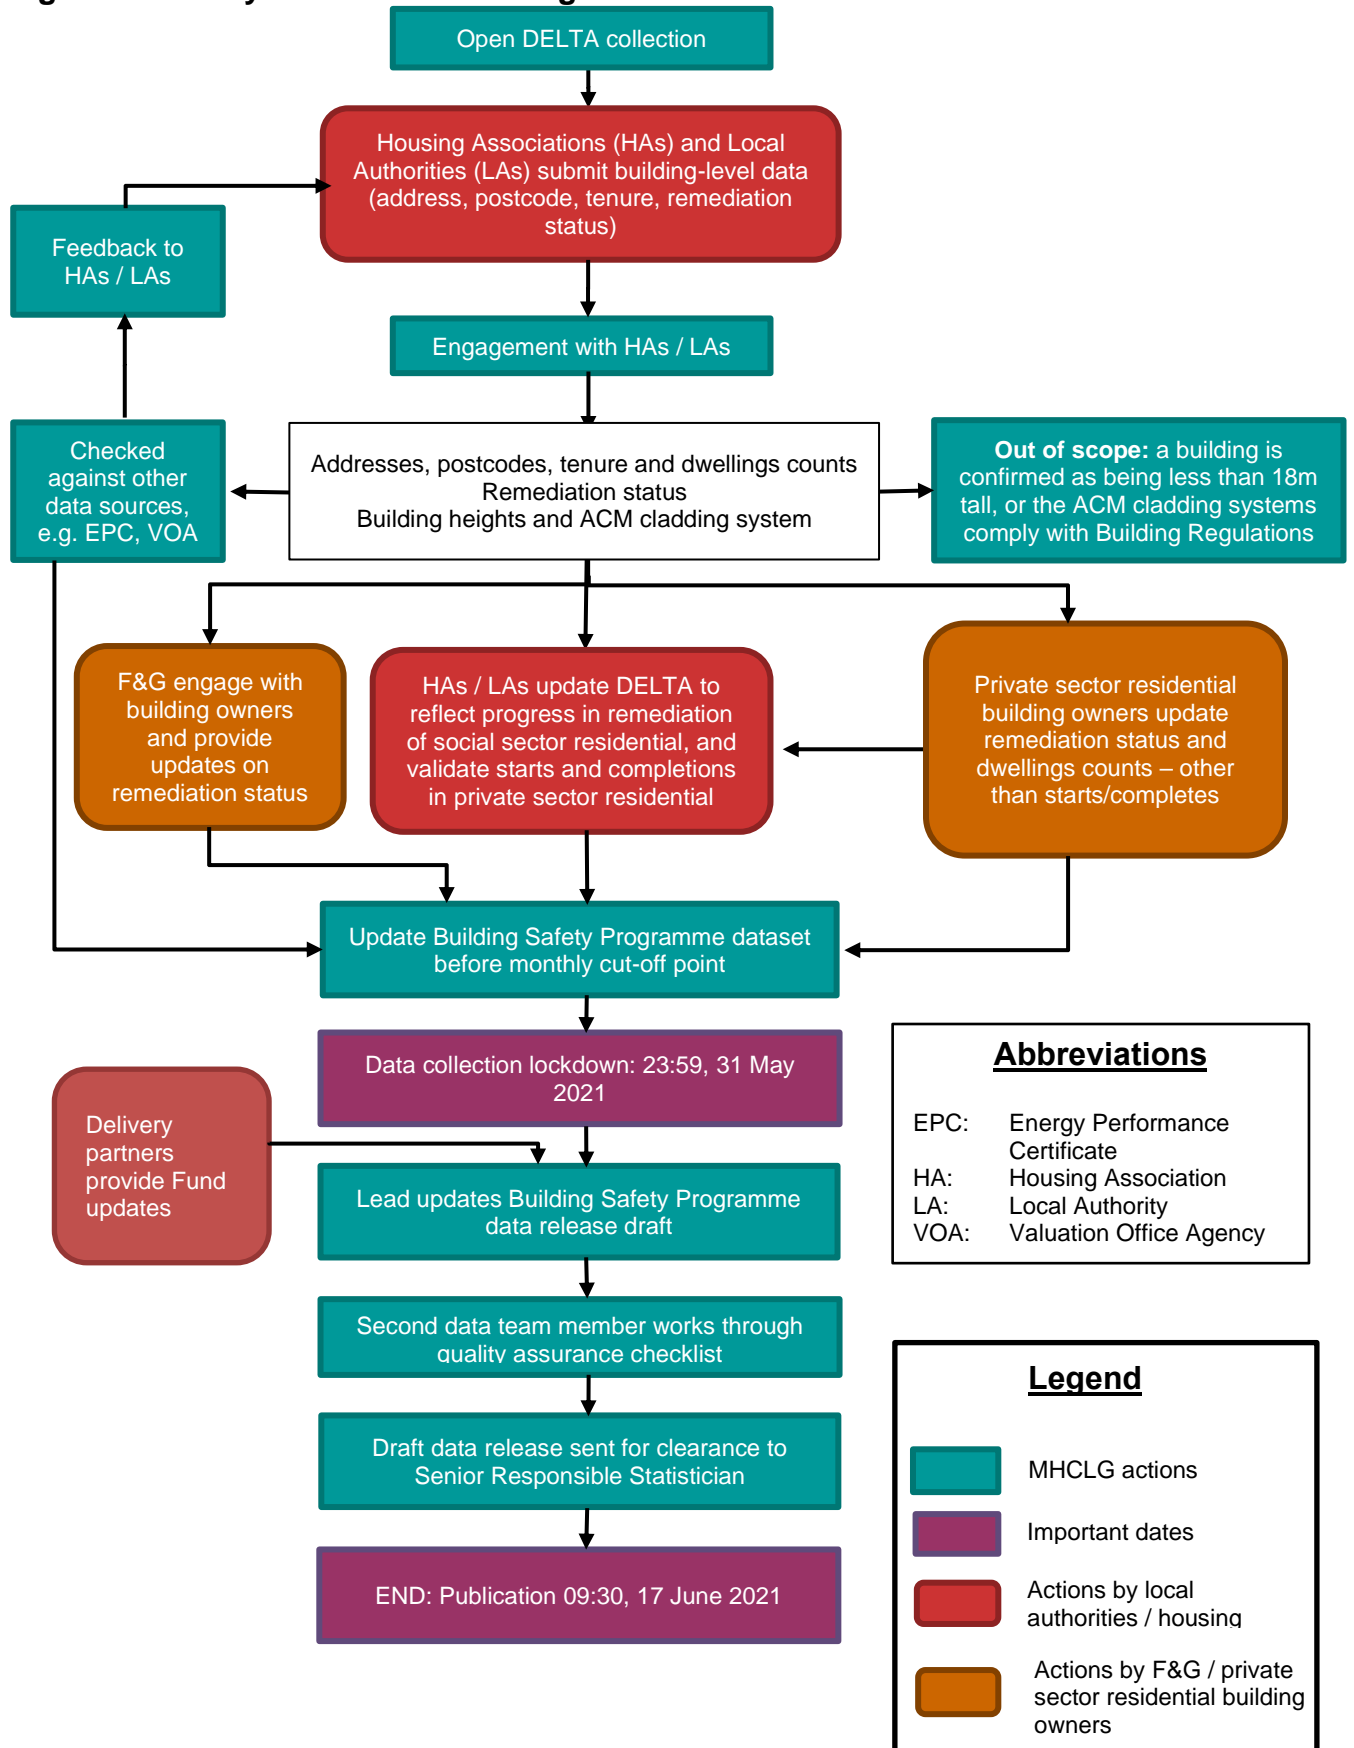 Open DELTA collection
Housing Associations (HAs) and Local
Authorities (LAs) submit building-level data
(address, postcode, tenure, remediation
status)
Feedback to
HAs / LAs
Engagement with HAs / LAs
Checked
against other
data sources,
e.g. EPC, VOA
Addresses, postcodes, tenure and dwellings counts
Remediation status
Building heights and ACM cladding system
Out of scope: a building is
confirmed as being less than 18m
tall, or the ACM cladding systems
comply with Building Regulations
F&G engage with
building owners
and provide
updates on
remediation status
HAs / LAs update DELTA to
reflect progress in remediation
of social sector residential, and
validate starts and completions
in private sector residential
Private sector residential
building owners update
remediation status and
dwellings counts – other
than starts/completes
Update Building Safety Programme dataset
before monthly cut-off point
Data collection lockdown: 23:59, 31 May
2021
Delivery
partners
provide Fund
updates
Lead updates Building Safety Programme
data release draft
Second data team member works through
quality assurance checklist
Draft data release sent for clearance to
Senior Responsible Statistician
END: Publication 09:30, 17 June 2021
Abbreviations
EPC: Energy Performance
Certificate
HA: Housing Association
LA: Local Authority
VOA: Valuation Office Agency
Legend
MHCLG actions
Important dates
Actions by local
authorities / housing
Actions by F&G / private
sector residential building
owners